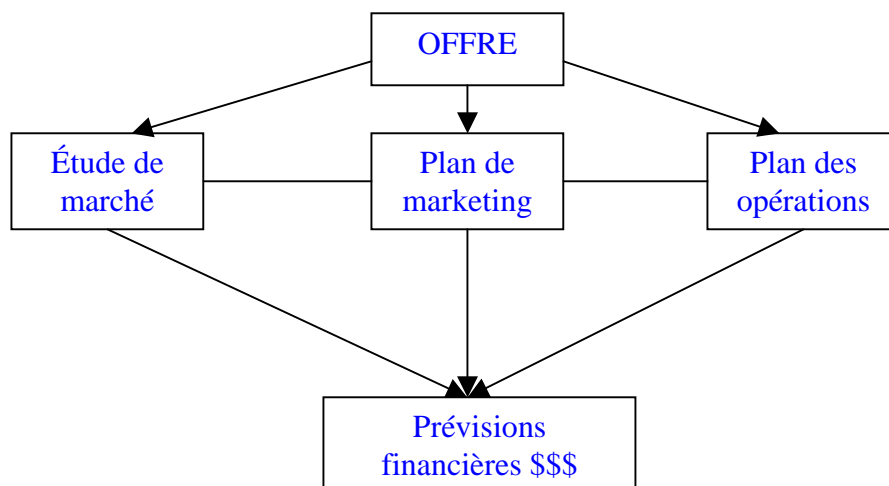 OFFRE
Étude de
marché
Plan de
marketing
Plan des
opérations
Prévisions
financières $$$